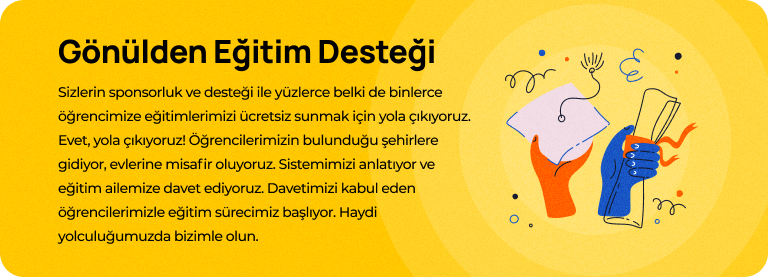 Gönülden Eğitim Desteği
Sizlerin sponsorluk ve desteği ile yüzlerce belki de binlerce
öğrencimize eğitimlerimizi ücretsiz sunmak için yola çıkıyoruz.
Evet, yola çıkıyoruz! Öğrencilerimizin bulunduğu şehirlere
gidiyor, evlerine misafir oluyoruz. Sistemimizi anlatıyor ve
eğitim ailemize davet ediyoruz. Davetimizi kabul eden
öğrencilerimizle eğitim sürecimiz başlıyor. Haydi
yolculuğumuzda bizimle olun.